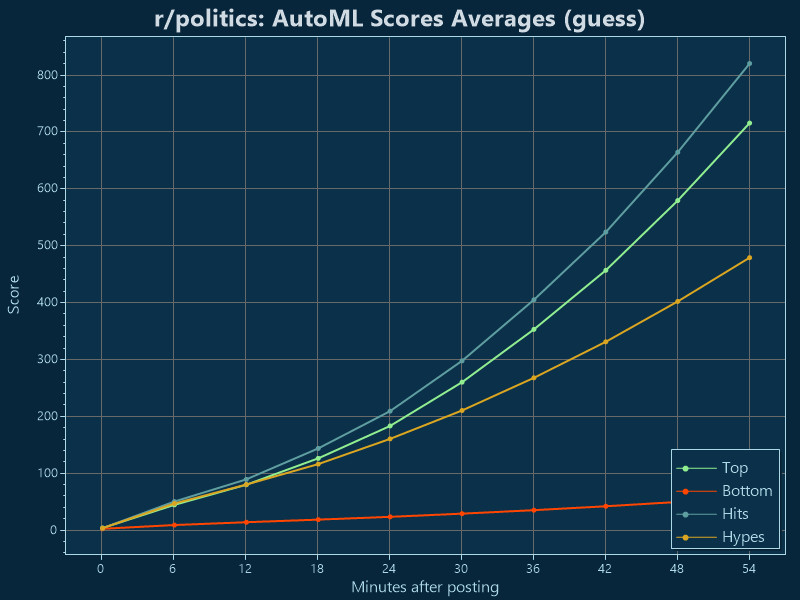 r/politics: AutoML Scores Averages (guess)
800
700
600
500
400
300
200
100
0
Score
0 6 12 18 24 30 36 42 48 54
Minutes after posting
Top
Bottom
Hits
Hypes